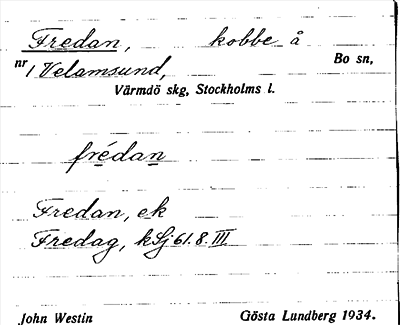 Fredan, kobbe å
nr 1 Velamsund, Bo sn,
Värmdö skg, Stockholms l.
frédan
Fredan, ek
Fredag, kSj 61.8.III.
John Westin Gösta Lundberg 1934.